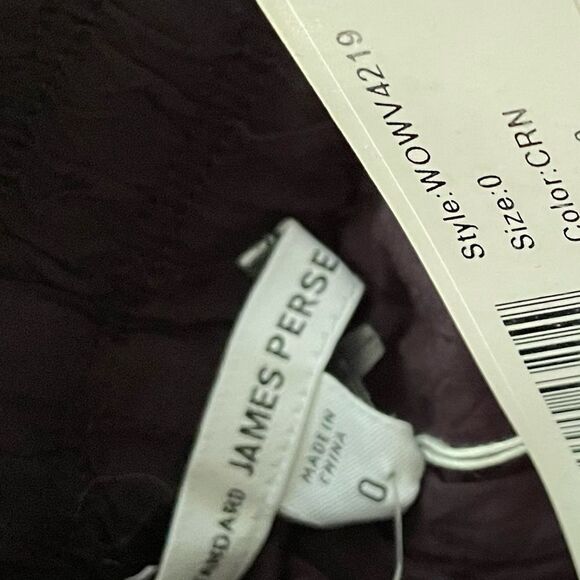 Style:WOWV4219
Size:0
Color:CRN
JAMES PERSE
MADE IN
CHINA
0